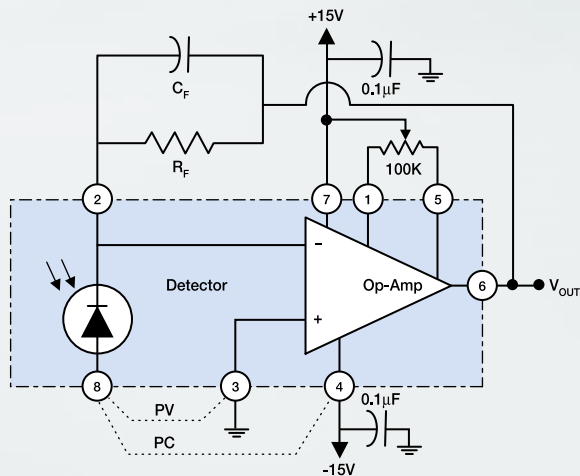 +15V
C_F
0.1µF
R_F
100K
2
7
1
5
Detector
−
Op-Amp
+
6
V_OUT
8
3
4
PV
0.1µF
PC
-15V